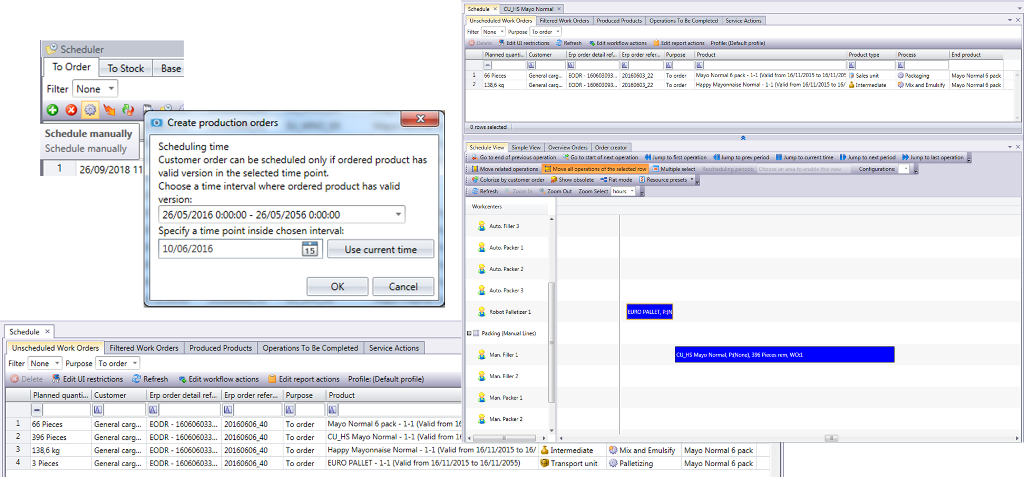 Scheduler
To Order To Stock Base
Filter None
Schedule manually
Schedule manually
1 26/09/2018 11
Create production orders
Scheduling time
Customer order can be scheduled only if ordered product has
valid version in the selected time point.
Choose a time interval where ordered product has valid
version:
26/05/2016 0:00:00 - 26/05/2056 0:00:00
Specify a time point inside chosen interval:
10/06/2016 15 Use current time
OK Cancel
Schedule × CU_HS Mayo Normal ×
Unscheduled Work Orders Filtered Work Orders Produced Products Operations To Be Completed Service Actions
Filter None Purpose To order
Delete Edit UI restrictions Refresh Edit workflow actions Edit report actions Profile: (Default profile)
Planned quanti... Customer Erp order detail ref... Erp order refer... Purpose Product Product type Process End product
1 66 Pieces General carg... EODR - 160603093... 20160603_22 To order Mayo Normal 6 pack - 1-1 (Valid from 16/11/2015 to 16/11/205... Sales unit Packaging Mayo Normal 6 pack
2 138,6 kg General carg... EODR - 160603093... 20160603_22 To order Happy Mayonnaise Normal - 1-1 (Valid from 16/11/2015 to 16/... Intermediate Mix and Emulsify Mayo Normal 6 pack
0 rows selected
Schedule View Simple View Overview Orders Order creator
Go to end of previous operation Go to start of next operation Jump to first operation Jump to prev period Jump to current time Jump to next period Jump to last operation
Move related operations Move all operations of the selected row Multiple select Rescheduling periods: Choose an area to enable this view Configurations:
Colorize by customer order Show obsolete Flat mode Resource presets
Refresh Zoom In Zoom Out Zoom Select hours
Workcenters
Auto. Filler 3
Auto. Packer 1
Auto. Packer 2
Auto. Packer 3
Robot Palletizer 1
EURO PALLET, P:(N
Packing (Manual Lines)
Man. Filler 1
CU_HS Mayo Normal, P:(None), 396 Pieces rem, WO:1
Man. Filler 2
Man. Packer 1
Man. Packer 2
Schedule ×
Unscheduled Work Orders Filtered Work Orders Produced Products Operations To Be Completed Service Actions
Filter None Purpose To order
Delete Edit UI restrictions Refresh Edit workflow actions Edit report actions Profile: (Default profile)
Planned quanti... Customer Erp order detail ref... Erp order refer... Purpose Product
1 66 Pieces General carg... EODR - 160606033... 20160606_40 To order Mayo Normal 6 pack - 1-1 (Valid from 16
2 396 Pieces General carg... EODR - 160606033... 20160606_40 To order CU_HS Mayo Normal - 1-1 (Valid from 16
3 138,6 kg General carg... EODR - 160606033... 20160606_40 To order Happy Mayonnaise Normal - 1-1 (Valid from 16/11/2015 to 16/ Intermediate Mix and Emulsify Mayo Normal 6 pack
4 3 Pieces General carg... EODR - 160606033... 20160606_40 To order EURO PALLET - 1-1 (Valid from 16/11/2015 to 16/11/2055) Transport unit Palletizing Mayo Normal 6 pack